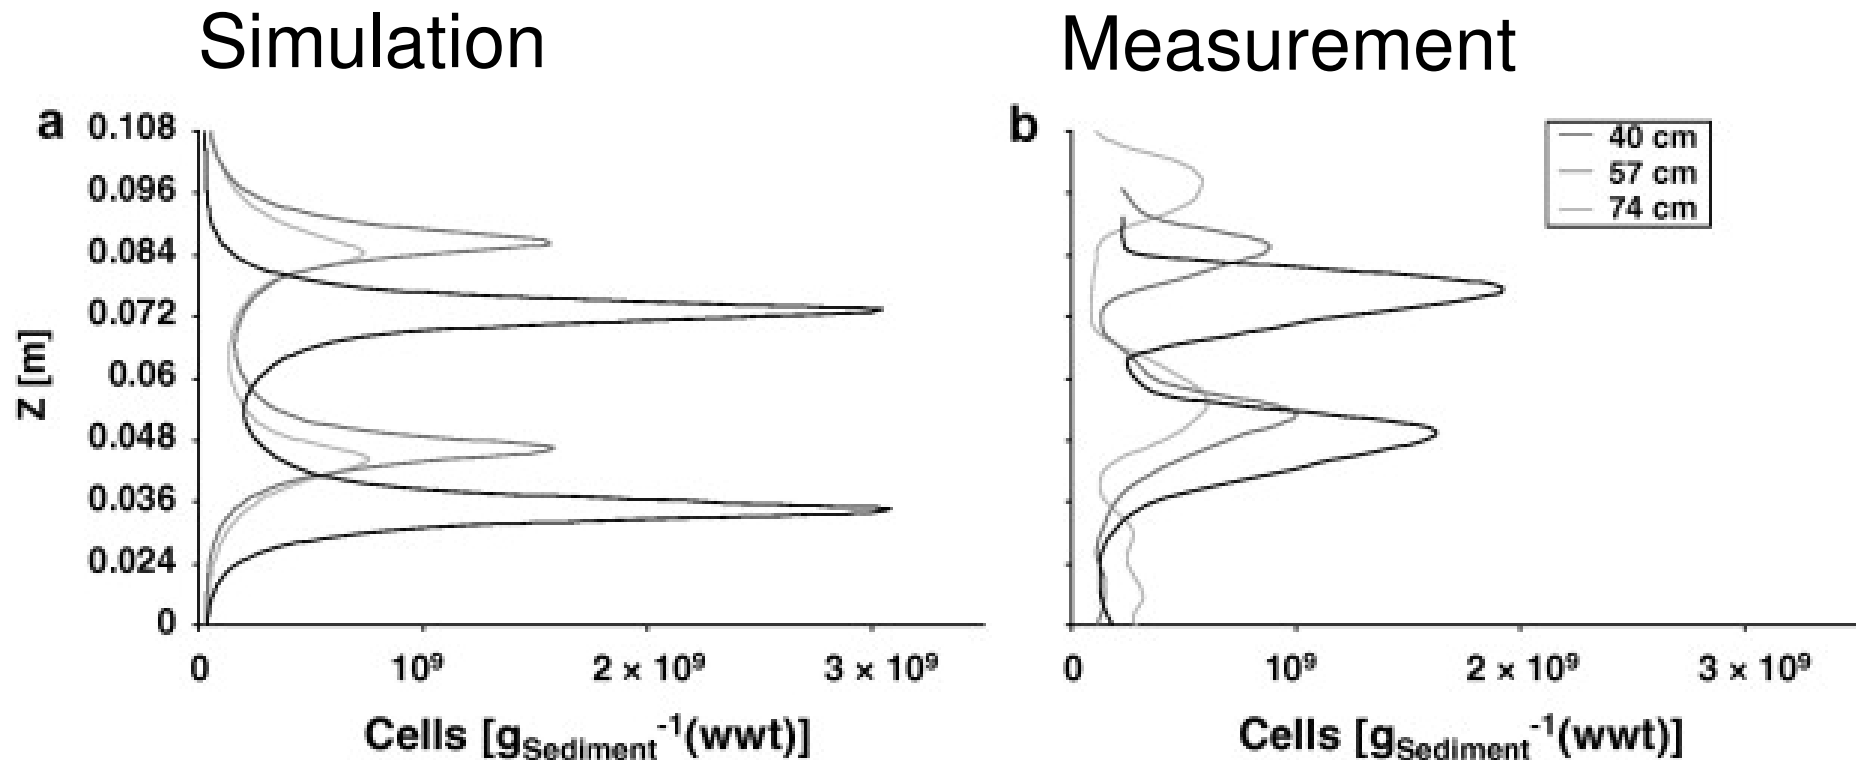 Simulation
Measurement
a
0.108
0.096
0.084
0.072
0.06
0.048
0.036
0.024
0
z [m]
0
10⁹
2 × 10⁹
3 × 10⁹
Cells [gSediment⁻¹(wwt)]
b
40 cm
57 cm
74 cm
0
10⁹
2 × 10⁹
3 × 10⁹
Cells [gSediment⁻¹(wwt)]